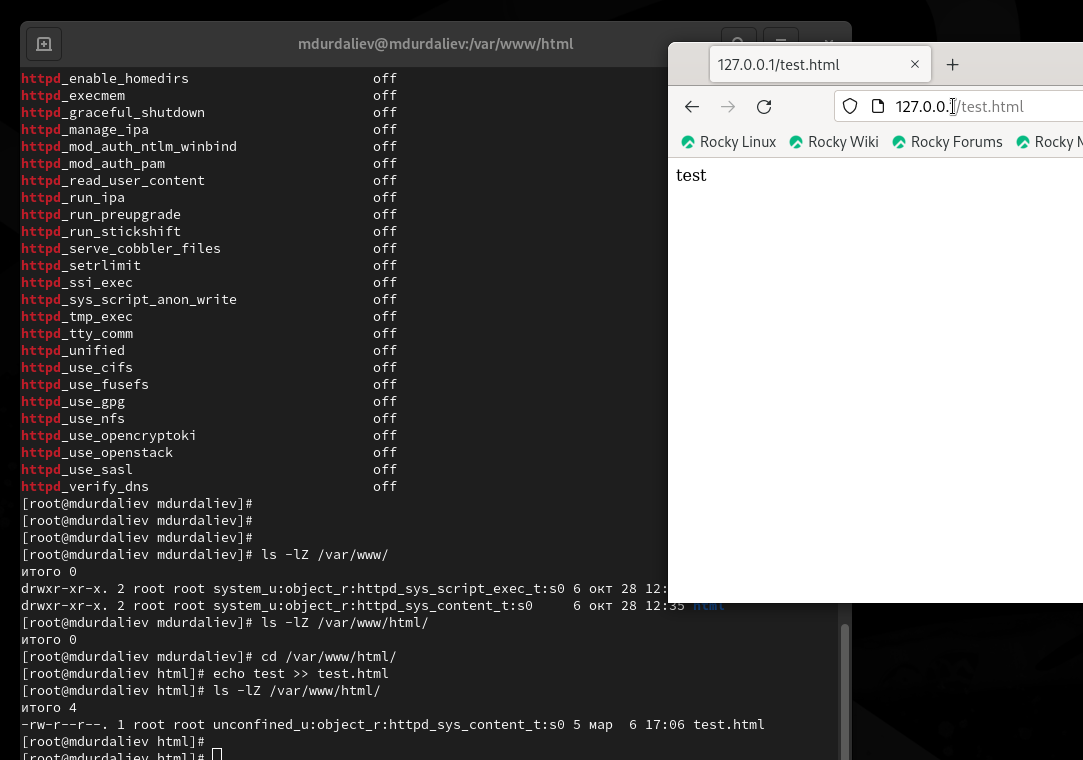 mdurdaliev@mdurdaliev:/var/www/html
httpd_enable_homedirs off
httpd_execmem off
httpd_graceful_shutdown off
httpd_manage_ipa off
httpd_mod_auth_ntlm_winbind off
httpd_mod_auth_pam off
httpd_read_user_content off
httpd_run_ipa off
httpd_run_preupgrade off
httpd_run_stickshift off
httpd_serve_cobbler_files off
httpd_setrlimit off
httpd_ssi_exec off
httpd_sys_script_anon_write off
httpd_tmp_exec off
httpd_tty_comm off
httpd_unified off
httpd_use_cifs off
httpd_use_fusefs off
httpd_use_gpg off
httpd_use_nfs off
httpd_use_opencryptoki off
httpd_use_openstack off
httpd_use_sasl off
httpd_verify_dns off
[root@mdurdaliev mdurdaliev]#
[root@mdurdaliev mdurdaliev]#
[root@mdurdaliev mdurdaliev]#
[root@mdurdaliev mdurdaliev]# ls -lZ /var/www/
итого 0
drwxr-xr-x. 2 root root system_u:object_r:httpd_sys_script_exec_t:s0 6 окт 28 12:
drwxr-xr-x. 2 root root system_u:object_r:httpd_sys_content_t:s0 6 окт 28 12:35 html
[root@mdurdaliev mdurdaliev]# ls -lZ /var/www/html/
итого 0
[root@mdurdaliev mdurdaliev]# cd /var/www/html/
[root@mdurdaliev html]# echo test >> test.html
[root@mdurdaliev html]# ls -lZ /var/www/html/
итого 4
-rw-r--r--. 1 root root unconfined_u:object_r:httpd_sys_content_t:s0 5 мар 6 17:06 test.html
[root@mdurdaliev html]#
[root@mdurdaliev html]#
127.0.0.1/test.html
127.0.0.1/test.html
Rocky Linux Rocky Wiki Rocky Forums Rocky
test